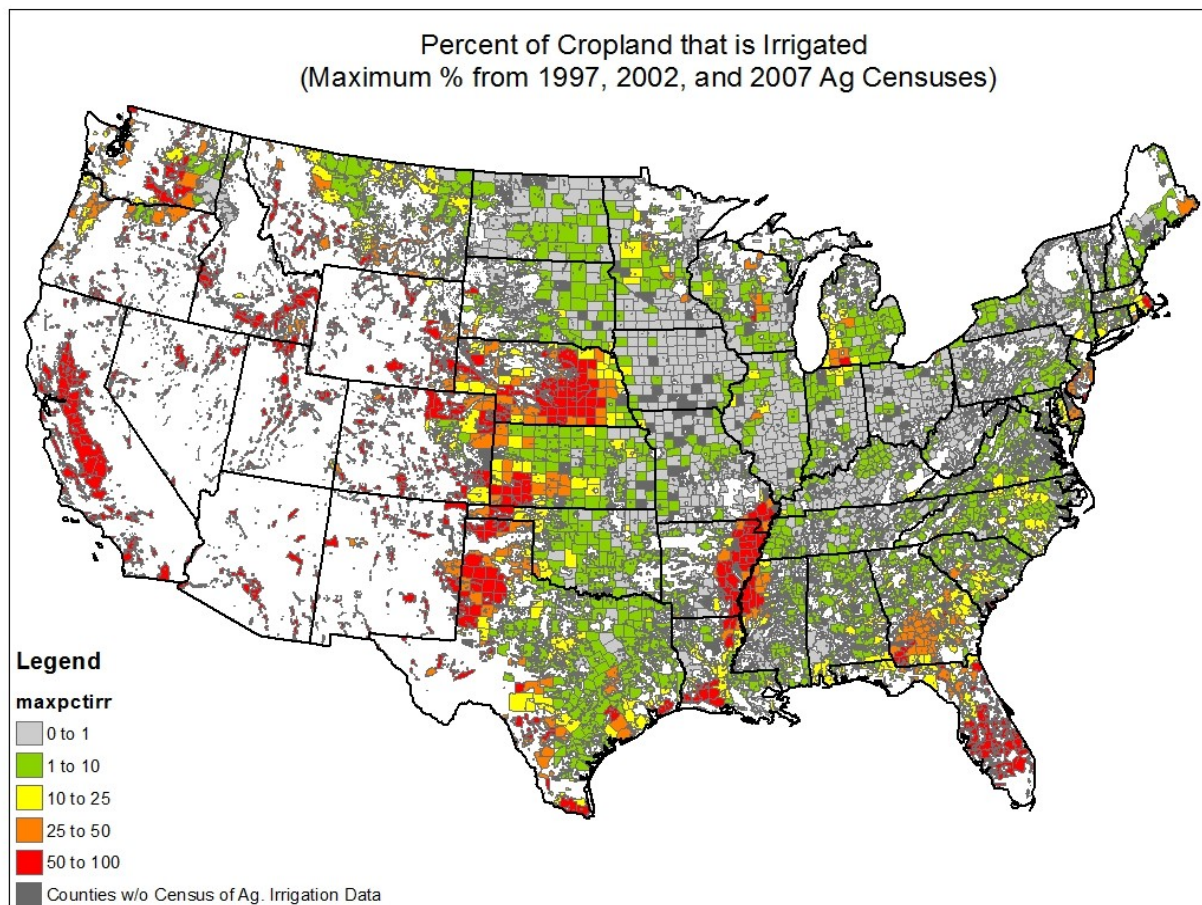 Percent of Cropland that is Irrigated
(Maximum % from 1997, 2002, and 2007 Ag Censuses)
Legend
maxpctirr
0 to 1
1 to 10
10 to 25
25 to 50
50 to 100
Counties w/o Census of Ag. Irrigation Data